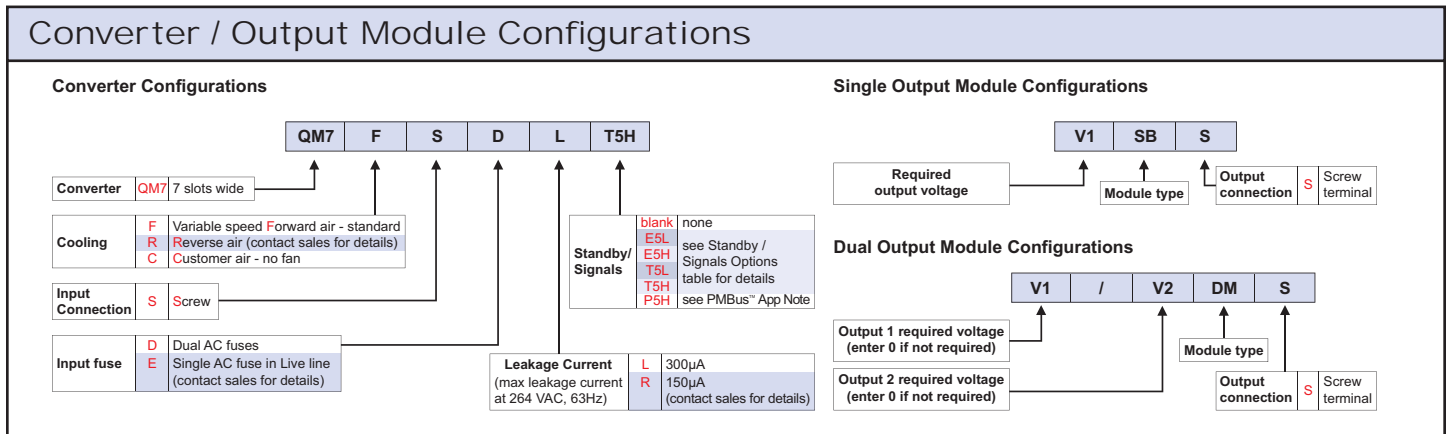 Converter / Output Module Configurations
Converter Configurations
QM7 F S D L T5H
Converter QM7 7 slots wide
Cooling
F Variable speed Forward air - standard
R Reverse air (contact sales for details)
C Customer air - no fan
Input
Connection
S Screw
Input fuse
D Dual AC fuses
E Single AC fuse in Live line
(contact sales for details)
Standby/
Signals
blank none
E5L
E5H
T5L
T5H
see Standby /
Signals Options
table for details
P5H see PMBus™ App Note
Leakage Current
(max leakage current
at 264 VAC, 63Hz)
L 300µA
R 150µA
(contact sales for details)
Single Output Module Configurations
V1 SB S
Required
output voltage
Module type
Output
connection
S
Screw
terminal
Dual Output Module Configurations
V1 / V2 DM S
Output 1 required voltage
(enter 0 if not required)
Output 2 required voltage
(enter 0 if not required)
Module type
Output
connection
S
Screw
terminal